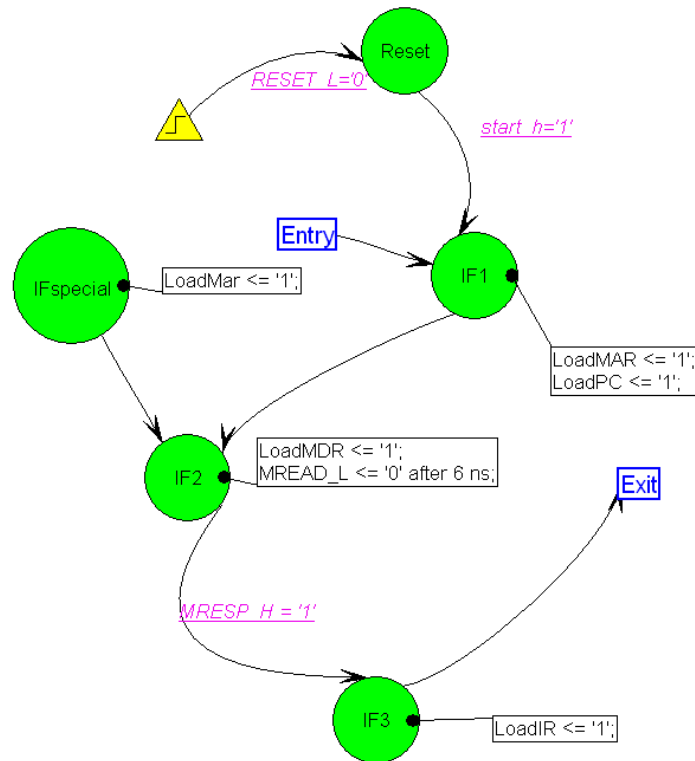 Reset
RESET_L='0'
start_h='1'
Entry
IFspecial
LoadMar <= '1';
IF1
LoadMAR <= '1';
LoadPC <= '1';
IF2
LoadMDR <= '1';
MREAD_L <= '0' after 6 ns;
Exit
MRESP_H = '1'
IF3
LoadIR <= '1';